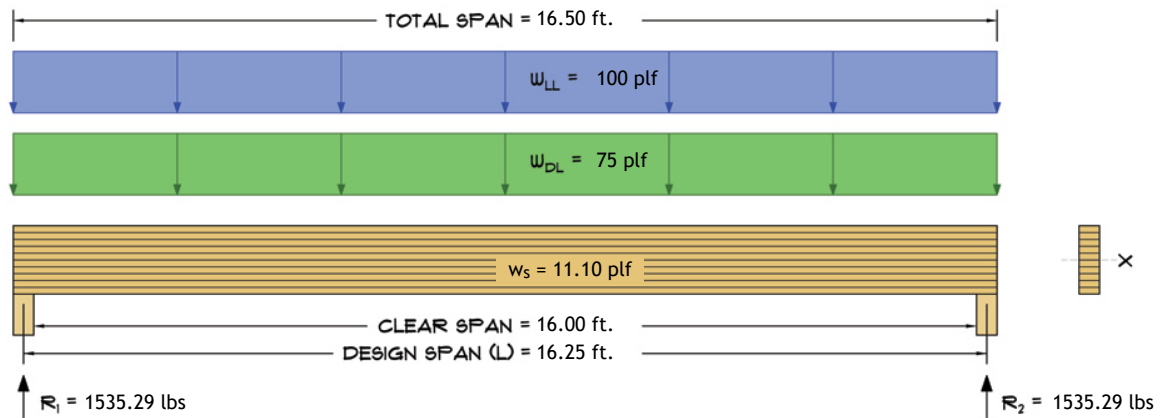 TOTAL SPAN = 16.50 ft.
wLL = 100 plf
wDL = 75 plf
ws = 11.10 plf
X
CLEAR SPAN = 16.00 ft.
DESIGN SPAN (L) = 16.25 ft.
R1 = 1535.29 lbs
R2 = 1535.29 lbs